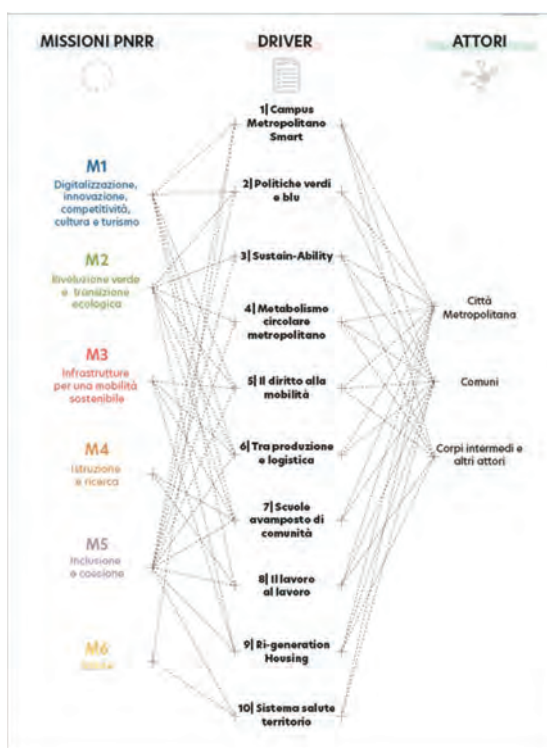 MISSIONI PNRR
DRIVER
ATTORI
M1
Digitalizzazione,
innovazione,
competitività,
cultura e turismo
M2
Rivoluzione verde
e transizione
ecologica
M3
Infrastrutture
per una mobilità
sostenibile
M4
Istruzione
e ricerca
M5
Inclusione
e coesione
M6
1| Campus
Metropolitano
Smart
2| Politiche verdi
e blu
3| Sustain-Ability
4| Metabolismo
circolare
metropolitano
5| Il diritto alla
mobilità
6| Tra produzione
e logistica
7| Scuole
avamposto di
comunità
8| Il lavoro
al lavoro
9| Ri-generation
Housing
10| Sistema salute
territorio
Città
Metropolitana
Comuni
Corpi intermedi e
altri attori